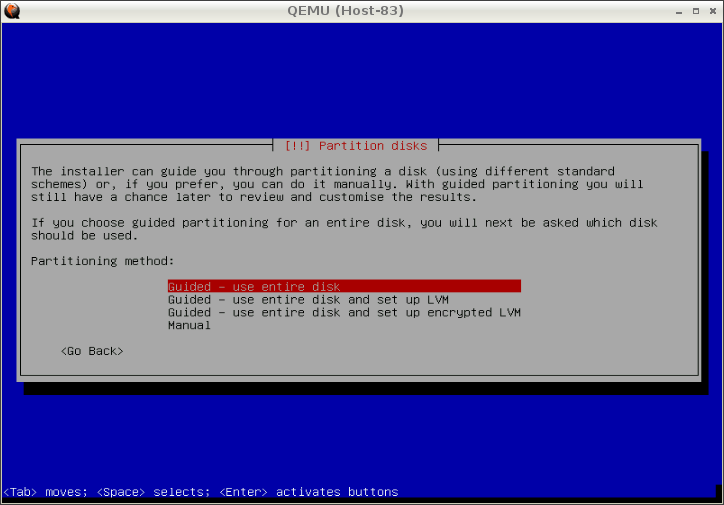 QEMU (Host-83)
[!!] Partition disks
The installer can guide you through partitioning a disk (using different standard
schemes) or, if you prefer, you can do it manually. With guided partitioning you will
still have a chance later to review and customise the results.
If you choose guided partitioning for an entire disk, you will next be asked which disk
should be used.
Partitioning method:
Guided - use entire disk
Guided - use entire disk and set up LVM
Guided - use entire disk and set up encrypted LVM
Manual
<Go Back>
<Tab> moves; <Space> selects; <Enter> activates buttons